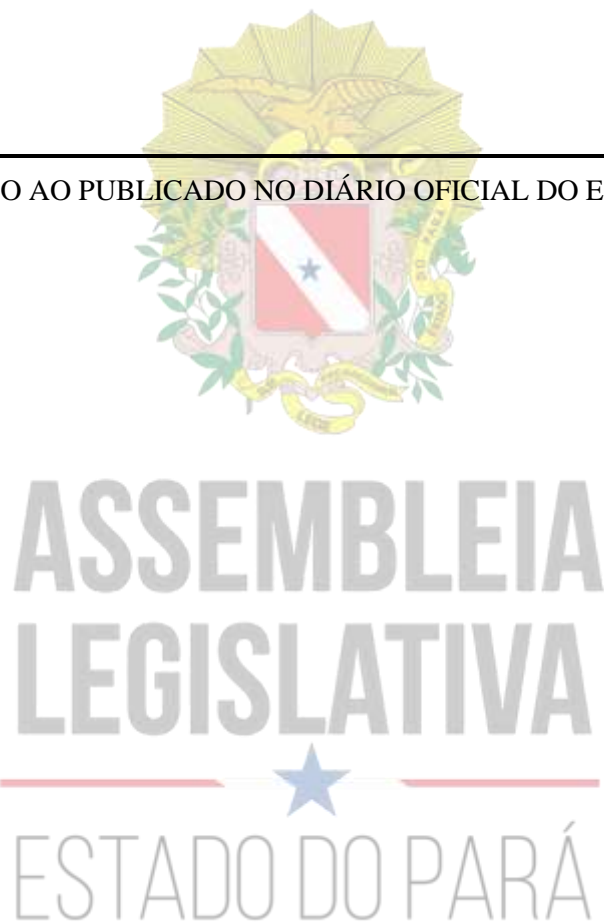 O AO PUBLICADO NO DIÁRIO OFICIAL DO E
ASSEMBLEIA
LEGISLATIVA
ESTADO DO PARÁ